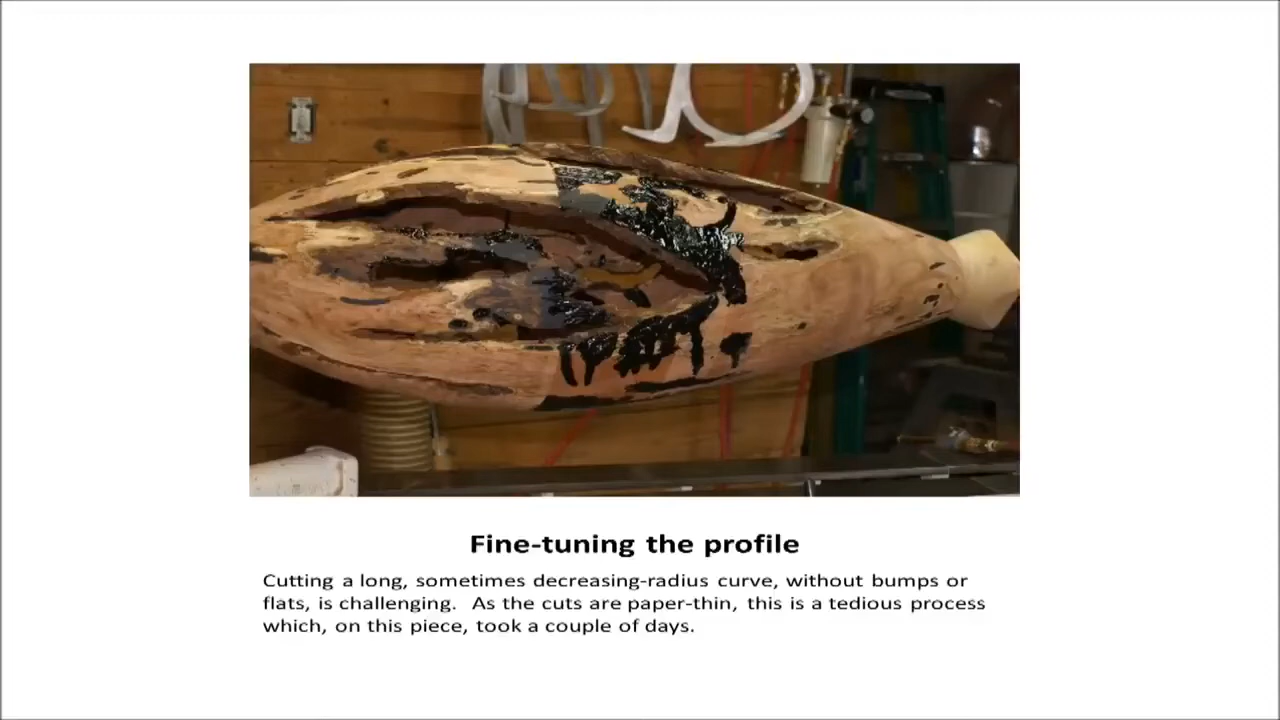 Fine-tuning the profile
Cutting a long, sometimes decreasing-radius curve, without bumps or
flats, is challenging.  As the cuts are paper-thin, this is a tedious process
which, on this piece, took a couple of days.